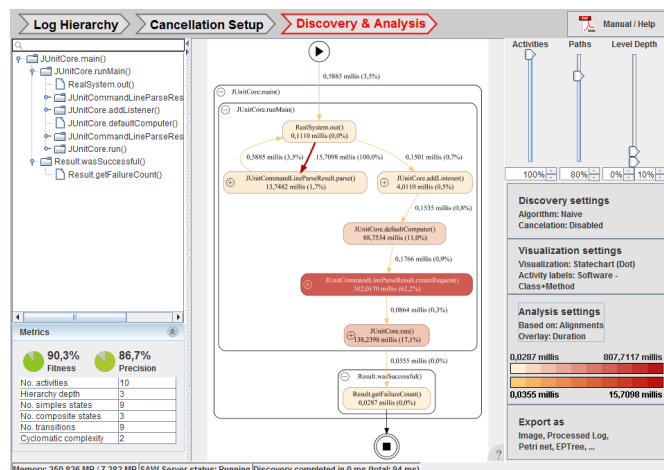 Log Hierarchy
Cancellation Setup
Discovery & Analysis
Manual / Help
JUnitCore.main()
JUnitCore.runMain()
RealSystem.out()
JUnitCommandLineParseRes
JUnitCore.addListener()
JUnitCore.defaultComputer()
JUnitCommandLineParseRes
JUnitCore.run()
Result.wasSuccessful()
Result.getFailureCount()
Metrics
90,3%
Fitness
86,7%
Precision
No. activities 10
Hierarchy depth 3
No. simples states 9
No. composite states 3
No. transitions 9
Cyclomatic complexity 2
0,5885 millis (3,5%)
JUnitCore.main()
JUnitCore.runMain()
RealSystem.out()
0,1110 millis (0,0%)
0,5885 millis (3,5%)
15,7098 millis (100,0%)
0,1501 millis (0,7%)
JUnitCommandLineParseResult.parse()
13,7482 millis (1,7%)
JUnitCore.addListener()
4,0110 millis (0,5%)
0,1535 millis (0,8%)
JUnitCore.defaultComputer()
88,7534 millis (11,0%)
0,1766 millis (0,9%)
JUnitCommandLineParseResult.createRequest()
502,0170 millis (62,2%)
0,0864 millis (0,3%)
JUnitCore.run()
138,2398 millis (17,1%)
0,0355 millis (0,0%)
Result.wasSuccessful()
Result.getFailureCount()
0,0287 millis (0,0%)
?
Activities
Paths
Level Depth
100%
80%
0%
10%
Discovery settings
Algorithm: Naive
Cancellation: Disabled
Visualization settings
Visualization: Statechart (Dot)
Activity labels: Software -
Class+Method
Analysis settings
Based on: Alignments
Overlay: Duration
0,0287 millis
807,7117 millis
0,0355 millis
15,7098 millis
Export as
Image, Processed Log,
Petri net, EPTree, ...
Memory: 250,826 MB / 7,282 MB SAW Server status: Running Discovery completed in 0 ms (total: 94 ms)